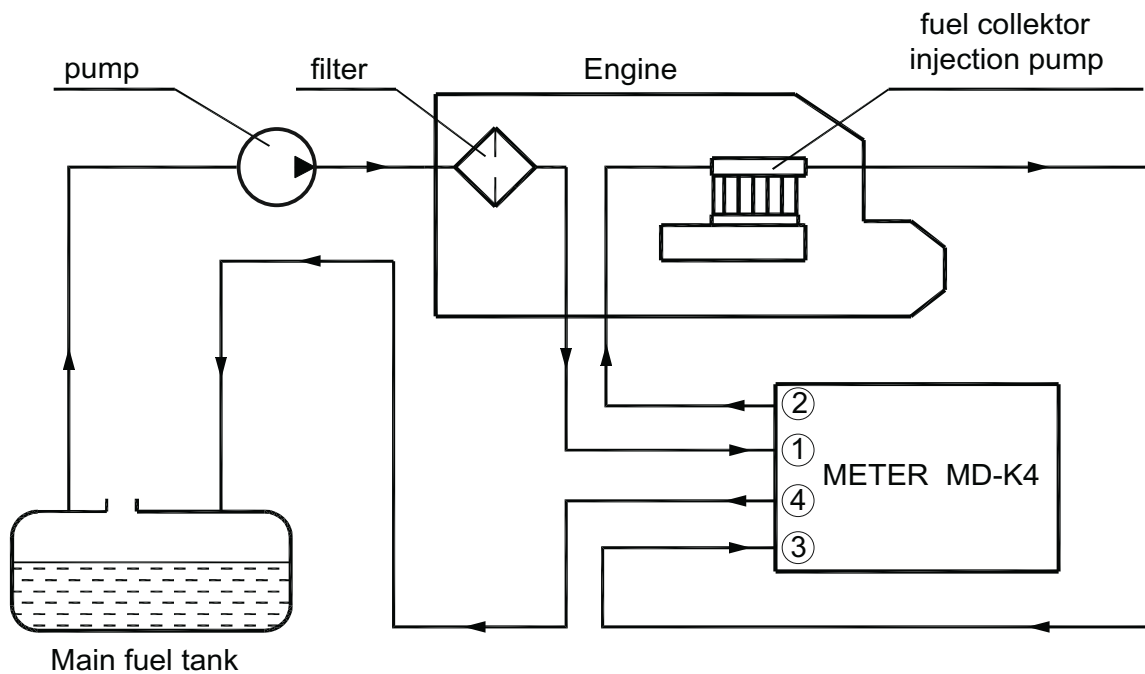 pump
filter
Engine
fuel collektor
injection pump
2
1
METER MD-K4
4
3
Main fuel tank